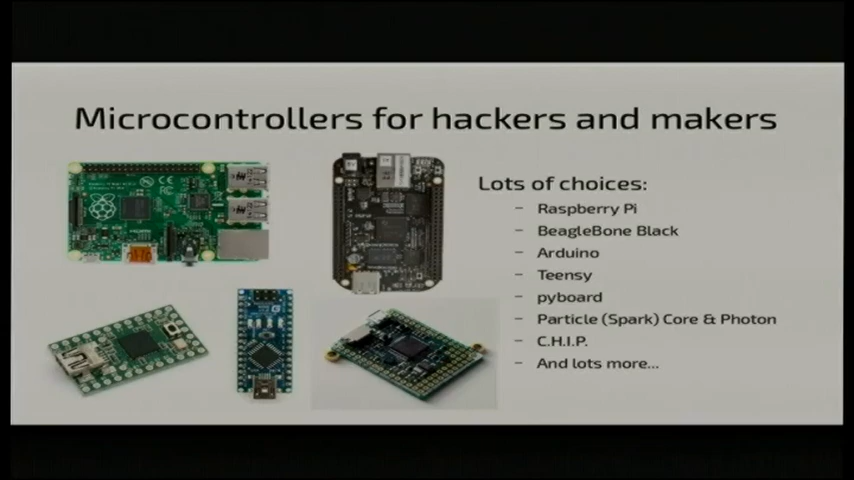 Microcontrollers for hackers and makers
Lots of choices:
– Raspberry Pi
– BeagleBone Black
– Arduino
– Teensy
– pyboard
– Particle (Spark) Core & Photon
– C.H.I.P.
– And lots more...